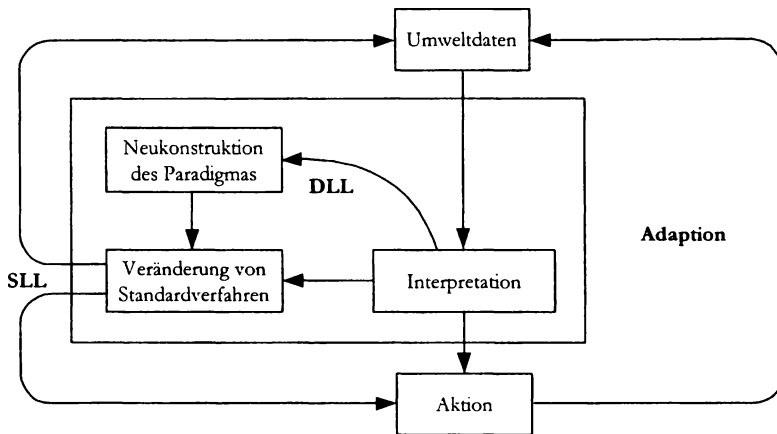 Umweltdaten
Neukonstruktion
des Paradigmas
DLL
Adaption
Veränderung von
Standardverfahren
Interpretation
SLL
Aktion